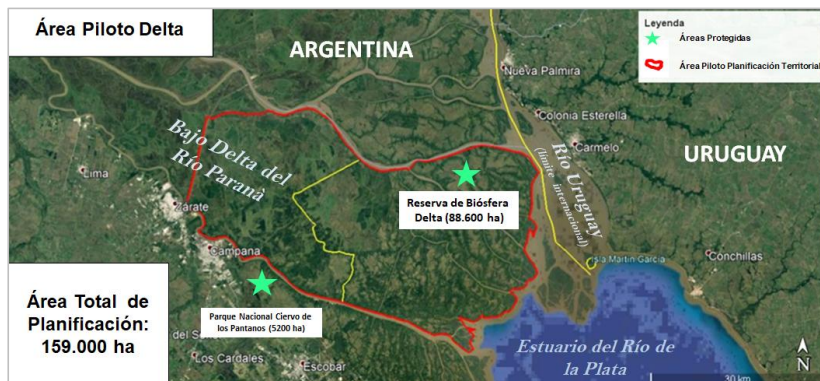 Área Piloto Delta
ARGENTINA
Leyenda
Áreas Protegidas
Área Piloto Planificación Territorial
Nueva Palmira
Colonia Esterella
Carmelo
URUGUAY
Bajo Delta del
Río Paranà
Río Uruguay
(límite internacional)
Lima
Zárate
Campana
Reserva de Biósfera
Delta (88.600 ha)
Isla Martín García
Conchillas
Área Total de
Planificación:
159.000 ha
Parque Nacional Ciervo de
los Pantanos (5200 ha)
Los Cardales
Escobar
Estuario del Río de
la Plata
N
30 km